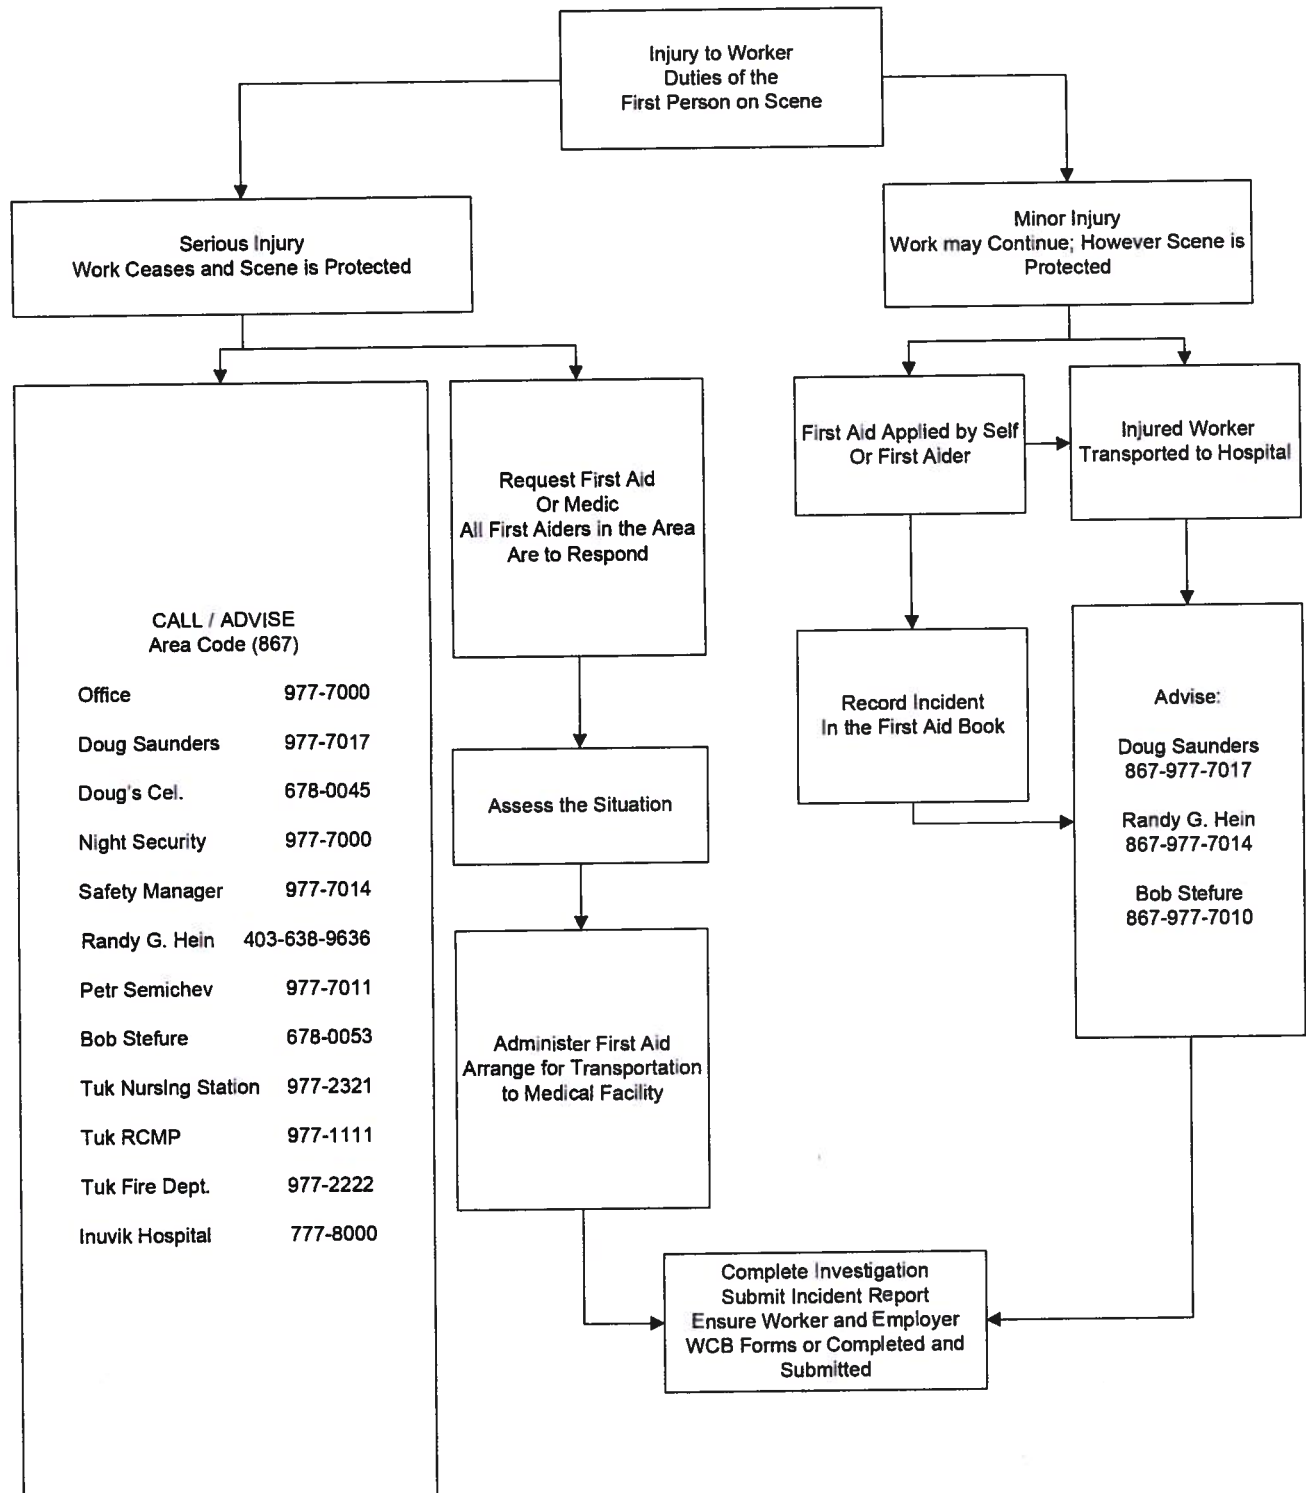 Injury to Worker
Duties of the
First Person on Scene
Serious Injury
Work Ceases and Scene is Protected
Minor Injury
Work may Continue; However Scene is
Protected
CALL / ADVISE
Area Code (867)
Office 977-7000
Doug Saunders 977-7017
Doug's Cel. 678-0045
Night Security 977-7000
Safety Manager 977-7014
Randy G. Hein 403-638-9636
Petr Semichev 977-7011
Bob Stefure 678-0053
Tuk Nursing Station 977-2321
Tuk RCMP 977-1111
Tuk Fire Dept. 977-2222
Inuvik Hospital 777-8000
Request First Aid
Or Medic
All First Aiders in the Area
Are to Respond
Assess the Situation
Administer First Aid
Arrange for Transportation
to Medical Facility
First Aid Applied by Self
Or First Aider
Injured Worker
Transported to Hospital
Record Incident
In the First Aid Book
Advise:
Doug Saunders
867-977-7017
Randy G. Hein
867-977-7014
Bob Stefure
867-977-7010
Complete Investigation
Submit Incident Report
Ensure Worker and Employer
WCB Forms or Completed and
Submitted